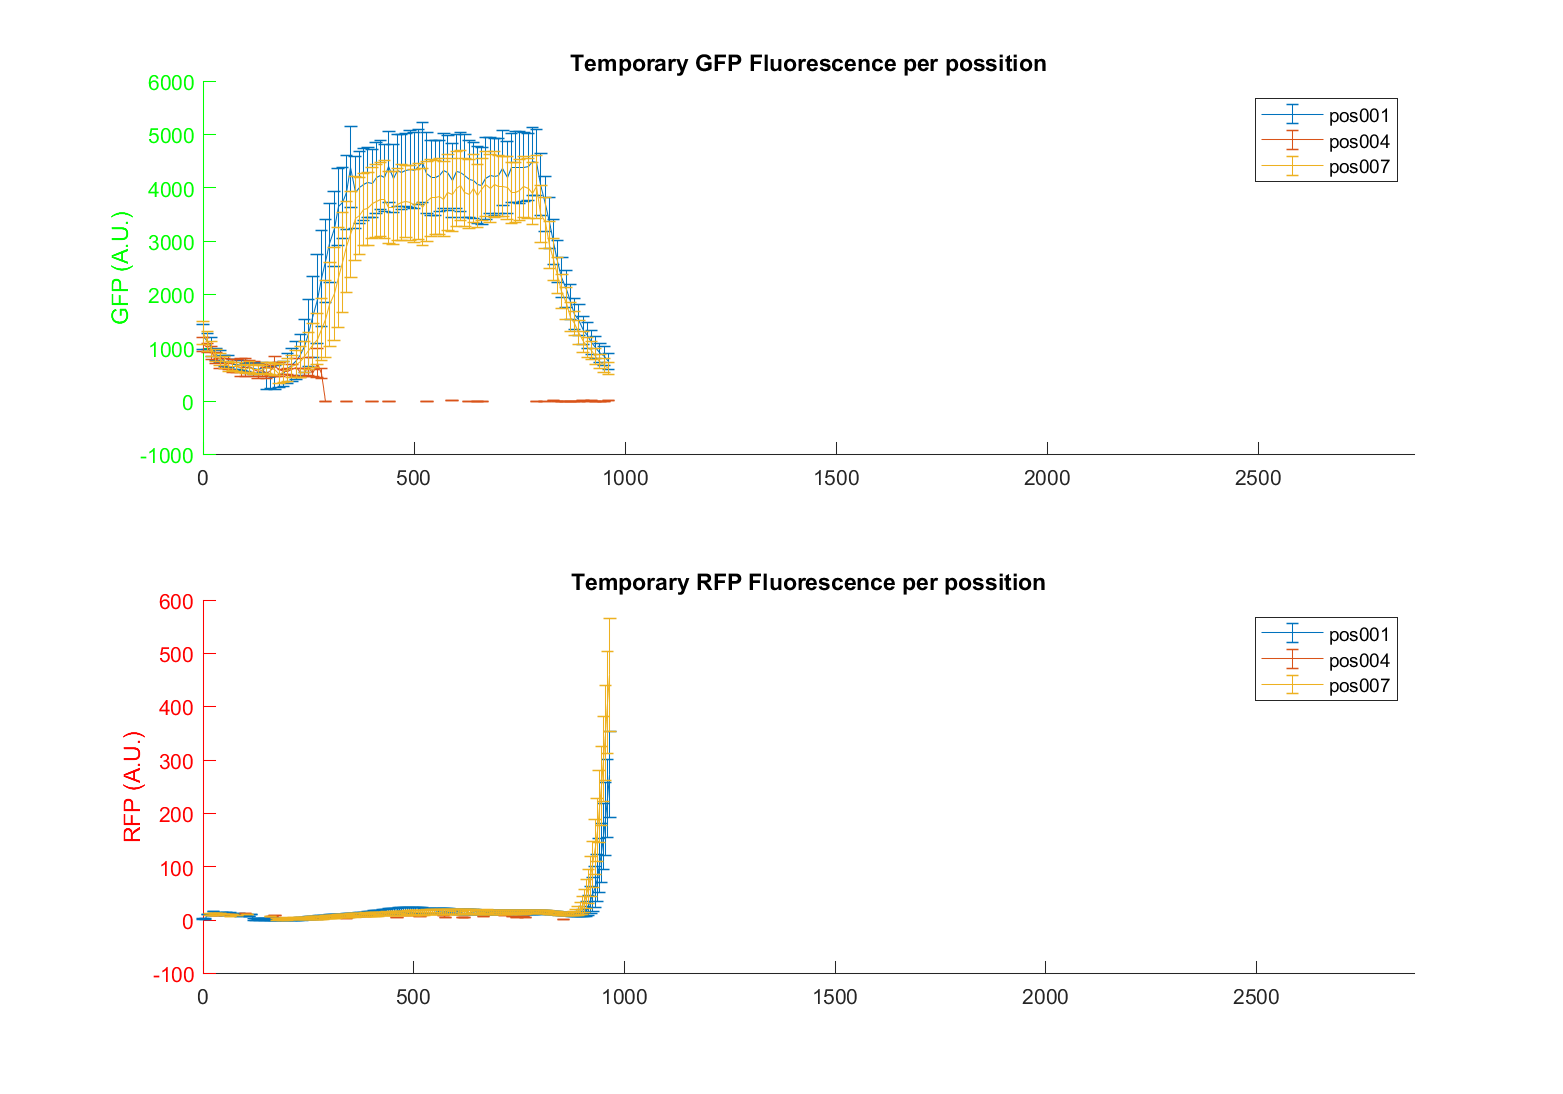 Temporary GFP Fluorescence per possition
6000
5000
4000
3000
2000
1000
0
-1000
GFP (A.U.)
0 500 1000 1500 2000 2500
pos001
pos004
pos007
Temporary RFP Fluorescence per possition
600
500
400
300
200
100
0
-100
RFP (A.U.)
0 500 1000 1500 2000 2500
pos001
pos004
pos007